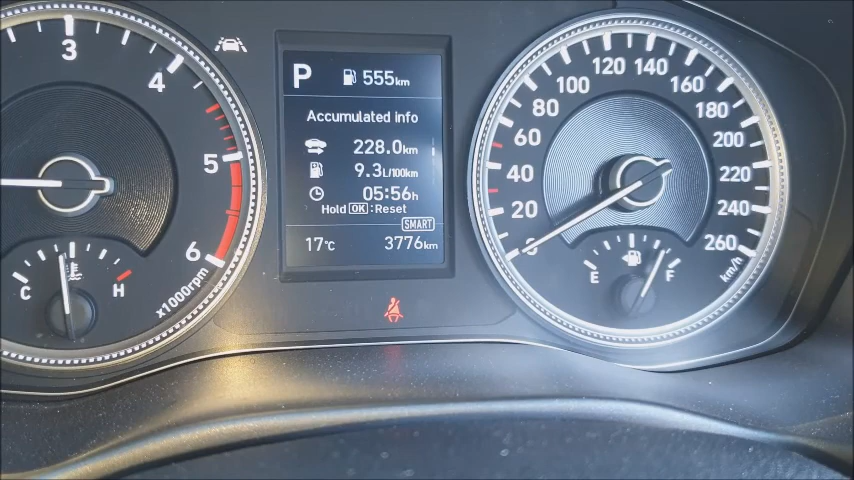 3
4
5
6
x1000rpm
C
H
P 555km
Accumulated info
228.0km
9.3L/100km
05:56h
Hold OK : Reset
SMART
17°c 3776km
0
20
40
60
80
100
120
140
160
180
200
220
240
260
km/h
E
F